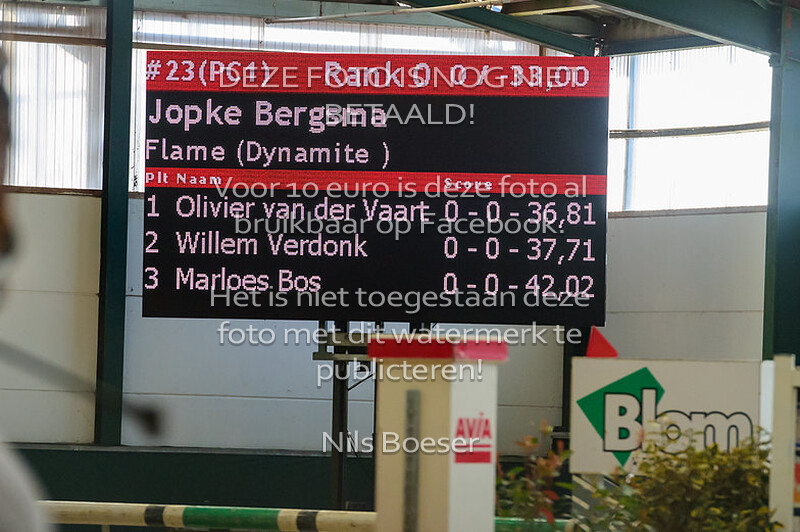 #23(PS1) Rank 0 0 / -33,00
DEZE FOTO IS NOG NIET
BETAALD!
Jopke Bergsma
Flame (Dynamite )
Plt Naam Score
Voor 10 euro is deze foto al
1 Olivier van der Vaart 0 - 0 - 36,81
bruikbaar op Facebook.
2 Willem Verdonk 0 - 0 - 37,71
3 Marloes Bos 0 - 0 - 42,02
Het is niet toegestaan deze
foto met dit watermerk te
publiceren!
AVIA
Blom
Nils Boeser